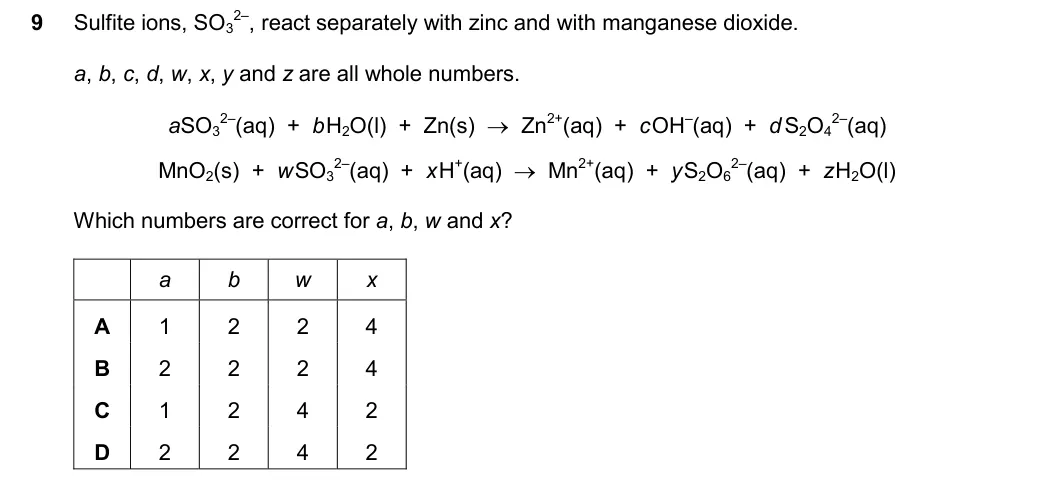 9 Sulfite ions, SO₃²⁻, react separately with zinc and with manganese dioxide.
a, b, c, d, w, x, y and z are all whole numbers.
aSO₃²⁻(aq) + bH₂O(l) + Zn(s) → Zn²⁺(aq) + cOH⁻(aq) + dS₂O₄²⁻(aq)
MnO₂(s) + wSO₃²⁻(aq) + xH⁺(aq) → Mn²⁺(aq) + yS₂O₆²⁻(aq) + zH₂O(l)
Which numbers are correct for a, b, w and x?
a b w x
A 1 2 2 4
B 2 2 2 4
C 1 2 4 2
D 2 2 4 2